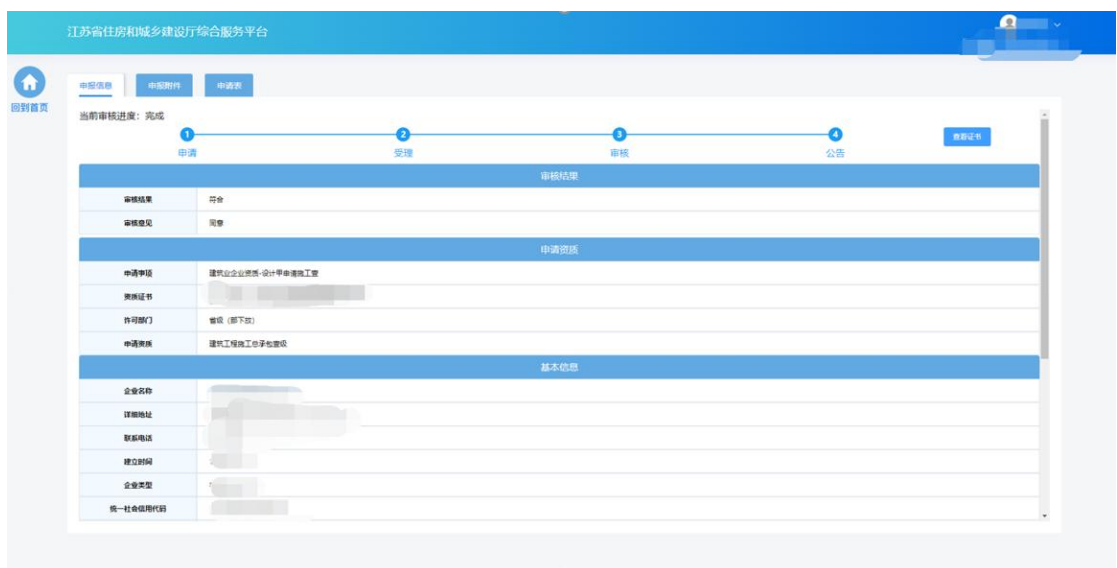 江苏省住房和城乡建设厅综合服务平台
回到首页
申报信息 申报附件 申请表
当前审核进度：完成
1 2 3 4
申请 受理 审核 公告
查看证书
审核结果
审核结果 符合
审核意见 同意
申请资质
申请事项 建筑业企业资质-设计甲申请施工壹
资质证书
许可部门 省级（部下放）
申请资质 建筑工程施工总承包壹级
基本信息
企业名称
详细地址
联系电话
建立时间
企业类型
统一社会信用代码